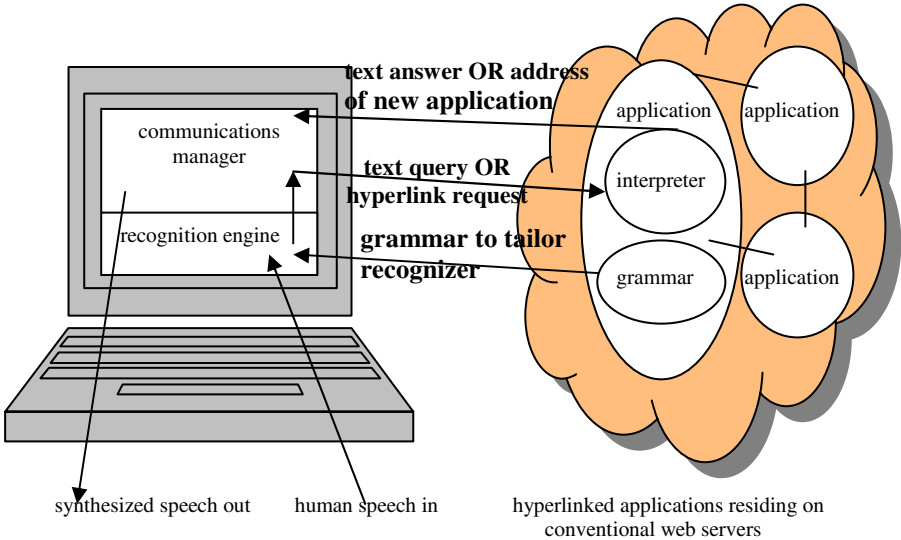 text answer OR address
of new application
communications
manager
text query OR
hyperlink request
recognition engine
grammar to tailor
recognizer
application
interpreter
grammar
application
application
synthesized speech out
human speech in
hyperlinked applications residing on
conventional web servers